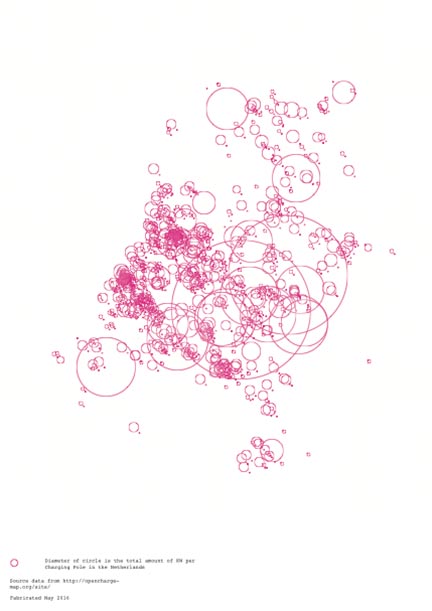 Diameter of circle is the total amount of KW per
Charging Pole in the Netherlands
Source data from http://opencharge-
map.org/site/
Fabricated May 2016